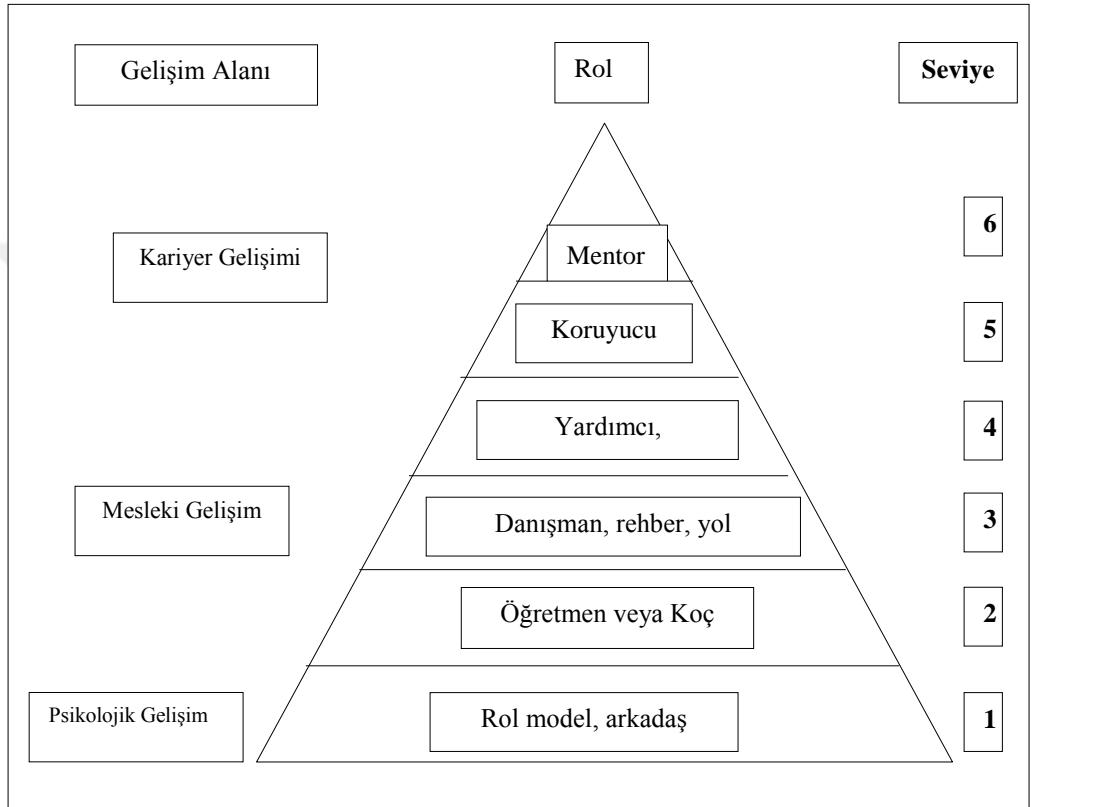 Gelişim Alanı
Rol
Seviye
6
Kariyer Gelişimi
Mentor
Koruyucu
5
Yardımcı,
4
Mesleki Gelişim
Danışman, rehber, yol
3
Öğretmen veya Koç
2
Psikolojik Gelişim
Rol model, arkadaş
1